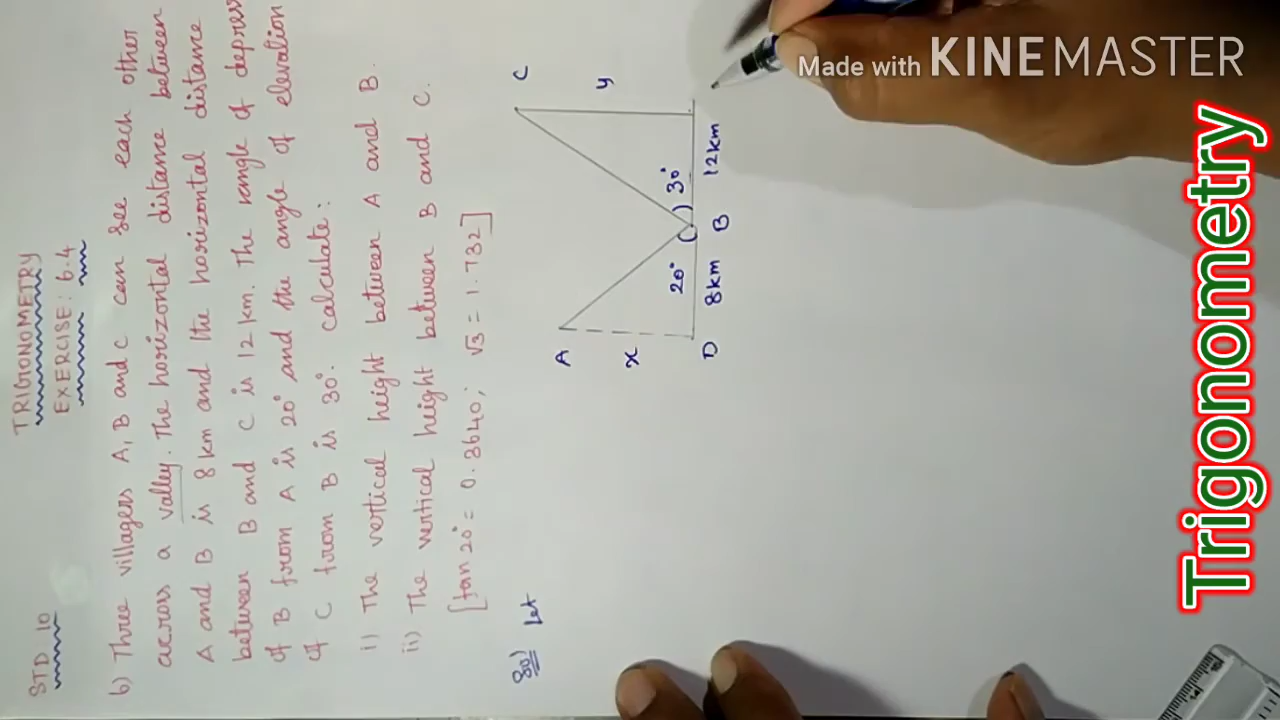 STD 10
TRIGONOMETRY
EXERCISE: 6.4
b) Three villagers A, B and C can see each other
across a valley. The horizontal distance between
A and B is 8 km and the horizontal distance
between B and C is 12 km. The angle of depress
of B from A is 20° and the angle of elevation
of C from B is 30°. calculate:
i) The vertical height between A and B.
ii) The vertical height between B and C.
[tan 20° = 0.3640; √3 = 1.732]
Sol) Let
A
C
x
y
20°
30°
D
8km
B
12km
Made with KINEMASTER
Trigonometry